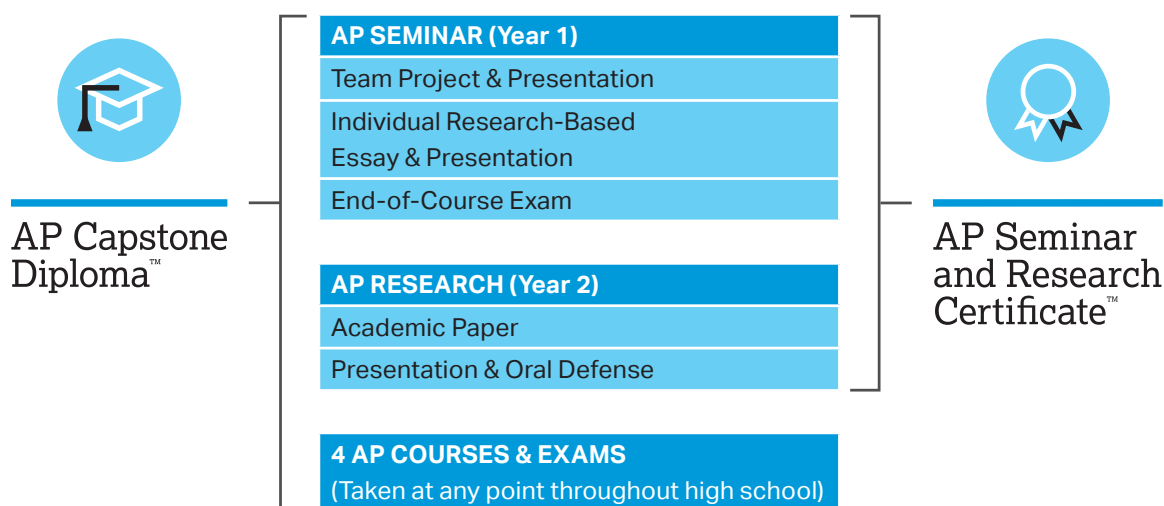 AP Capstone
Diploma™
AP SEMINAR (Year 1)
Team Project & Presentation
Individual Research-Based
Essay & Presentation
End-of-Course Exam
AP RESEARCH (Year 2)
Academic Paper
Presentation & Oral Defense
4 AP COURSES & EXAMS
(Taken at any point throughout high school)
AP Seminar
and Research
Certificate™